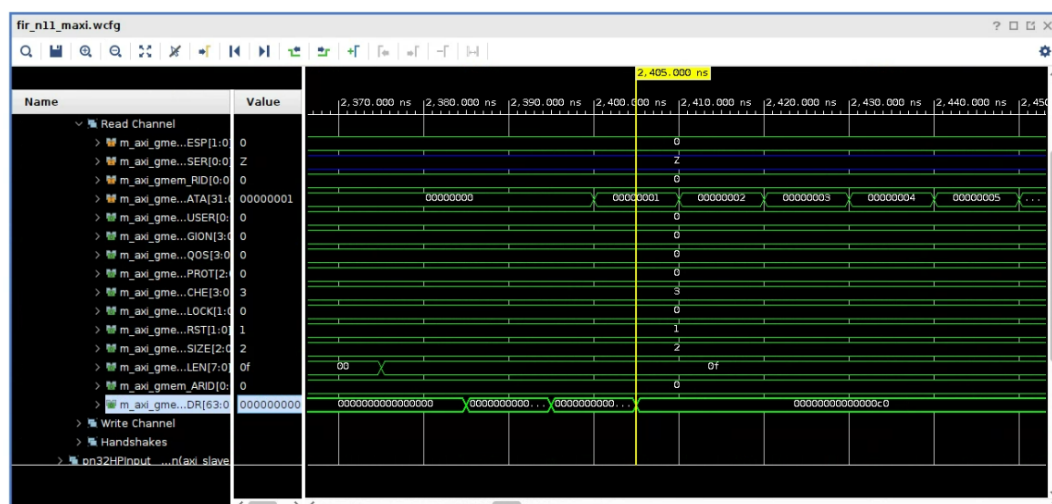 fir_n11_maxi.wcfg
2,405.000 ns
Name Value 2,370.000 ns 2,380.000 ns 2,390.000 ns 2,400.000 ns 2,410.000 ns 2,420.000 ns 2,430.000 ns 2,440.000 ns 2,450
Read Channel
m_axi_gme...ESP[1:0] 0 0
m_axi_gme...SER[0:0] Z Z
m_axi_gmem_RID[0:0 0 0
m_axi_gme...ATA[31: 00000001 00000000 00000001 00000002 00000003 00000004 00000005 ...
m_axi_gme...USER[0: 0 0
m_axi_gme...GION[3:0 0 0
m_axi_gme...QOS[3:0 0 0
m_axi_gme...PROT[2: 0 0
m_axi_gme...CHE[3:0 3 3
m_axi_gme...LOCK[1: 0 0
m_axi_gme...RST[1:0] 1 1
m_axi_gme...SIZE[2:0 2 2
m_axi_gme...LEN[7:0] 0f 00 0f
m_axi_gmem_ARID[0: 0 0
m_axi_gme...DR[63:0 000000000 0000000000000000 0000000000... 0000000000... 00000000000000c0
Write Channel
Handshakes
pn32HPInput ...n(axi_slave